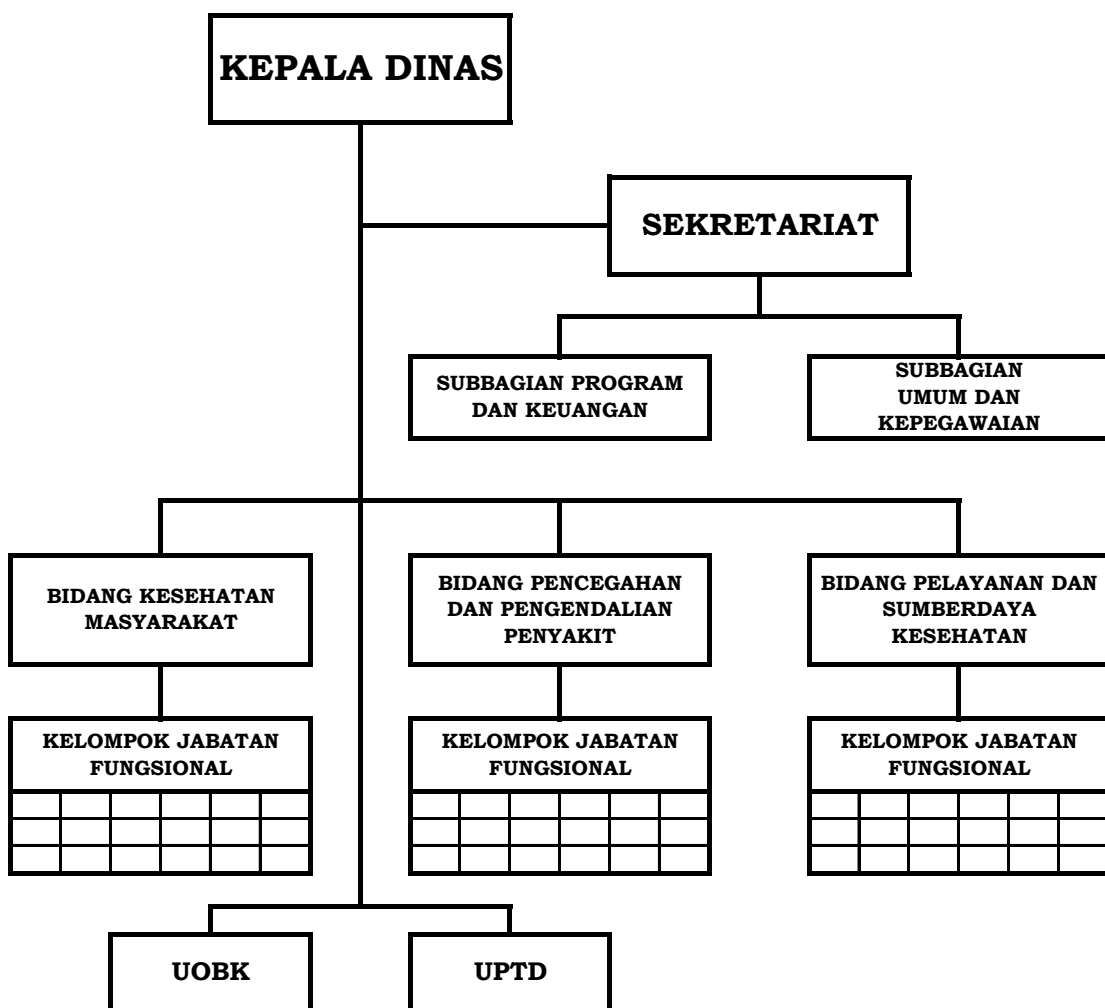 KEPALA DINAS
SEKRETARIAT
SUBBAGIAN PROGRAM
DAN KEUANGAN
SUBBAGIAN
UMUM DAN
KEPEGAWAIAN
BIDANG KESEHATAN
MASYARAKAT
BIDANG PENCEGAHAN
DAN PENGENDALIAN
PENYAKIT
BIDANG PELAYANAN DAN
SUMBERDAYA
KESEHATAN
KELOMPOK JABATAN
FUNGSIONAL
KELOMPOK JABATAN
FUNGSIONAL
KELOMPOK JABATAN
FUNGSIONAL
UOBK
UPTD